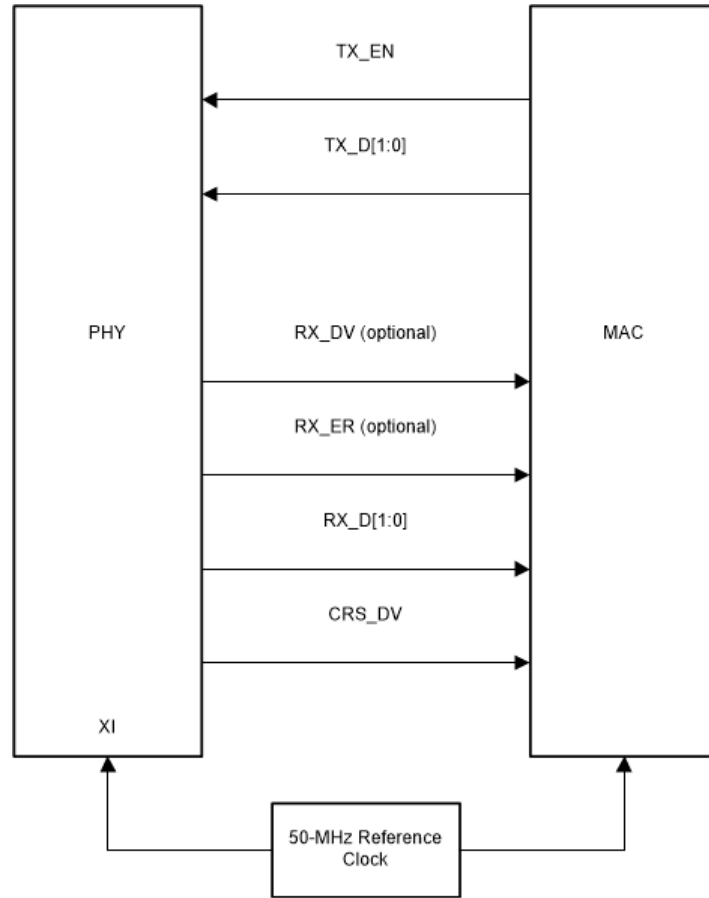 TX_EN
TX_D[1:0]
PHY
RX_DV (optional)
MAC
RX_ER (optional)
RX_D[1:0]
CRS_DV
XI
50-MHz Reference
Clock